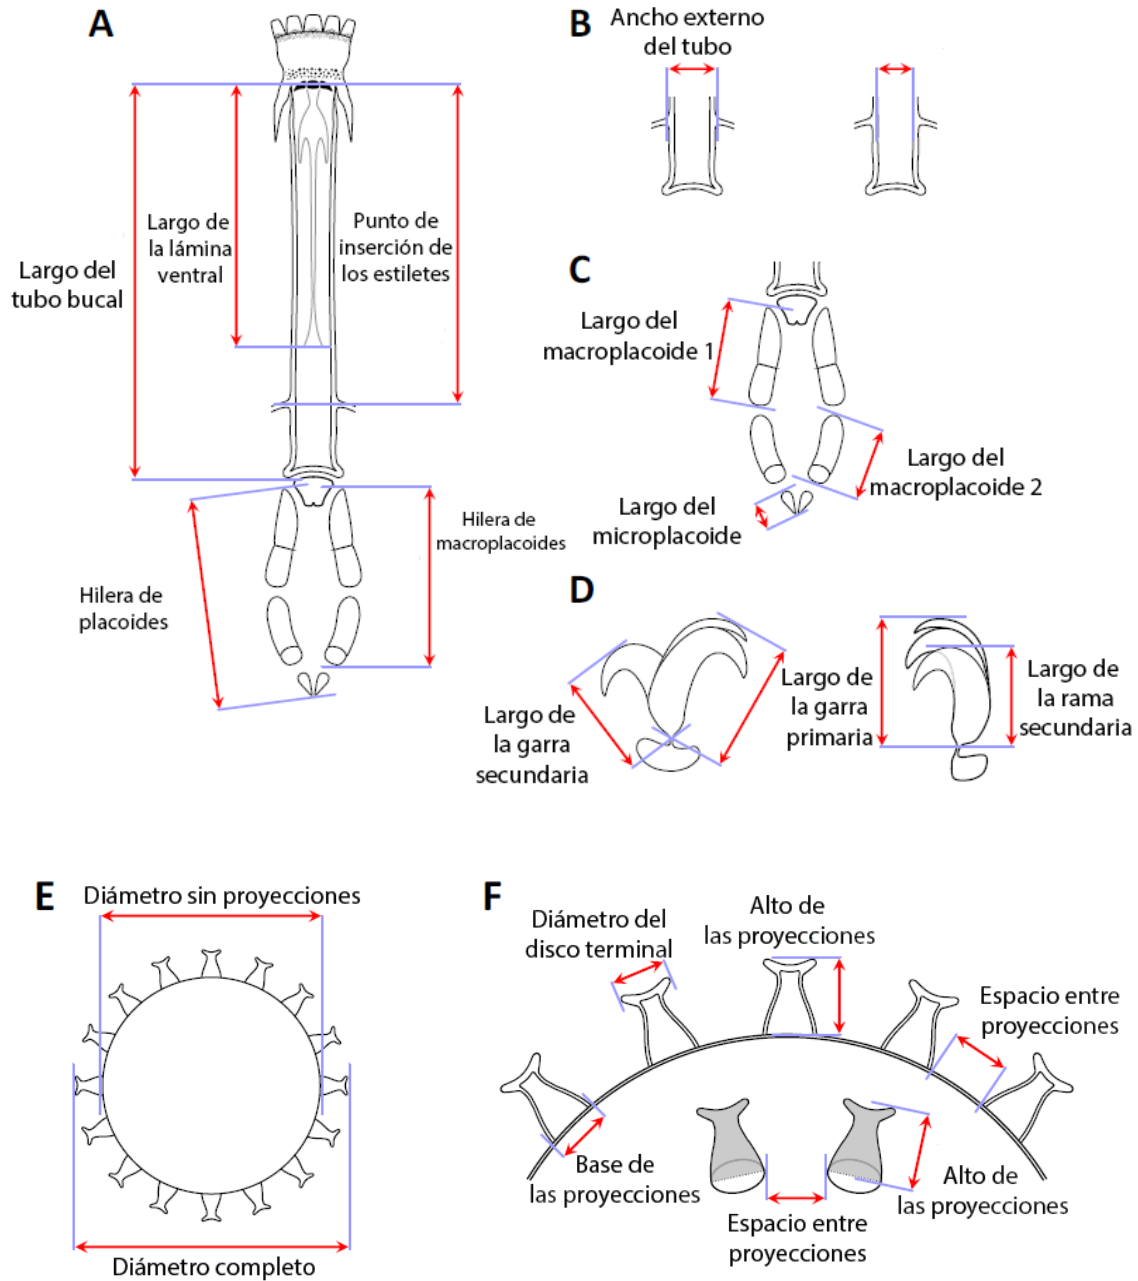 A
Largo del
tubo bucal
Largo de
la lámina
ventral
Punto de
inserción de
los estiletes
Hilera de
macroplacoides
Hilera de
placoides
B
Ancho externo
del tubo
C
Largo del
macroplacoide 1
Largo del
macroplacoide 2
Largo del
microplacoide
D
Largo de
la garra
secundaria
Largo de
la garra
primaria
Largo de
la rama
secundaria
E
Diámetro sin proyecciones
Diámetro completo
F
Diámetro del
disco terminal
Alto de
las proyecciones
Espacio entre
proyecciones
Base de
las proyecciones
Espacio entre
proyecciones
Alto de
las proyecciones